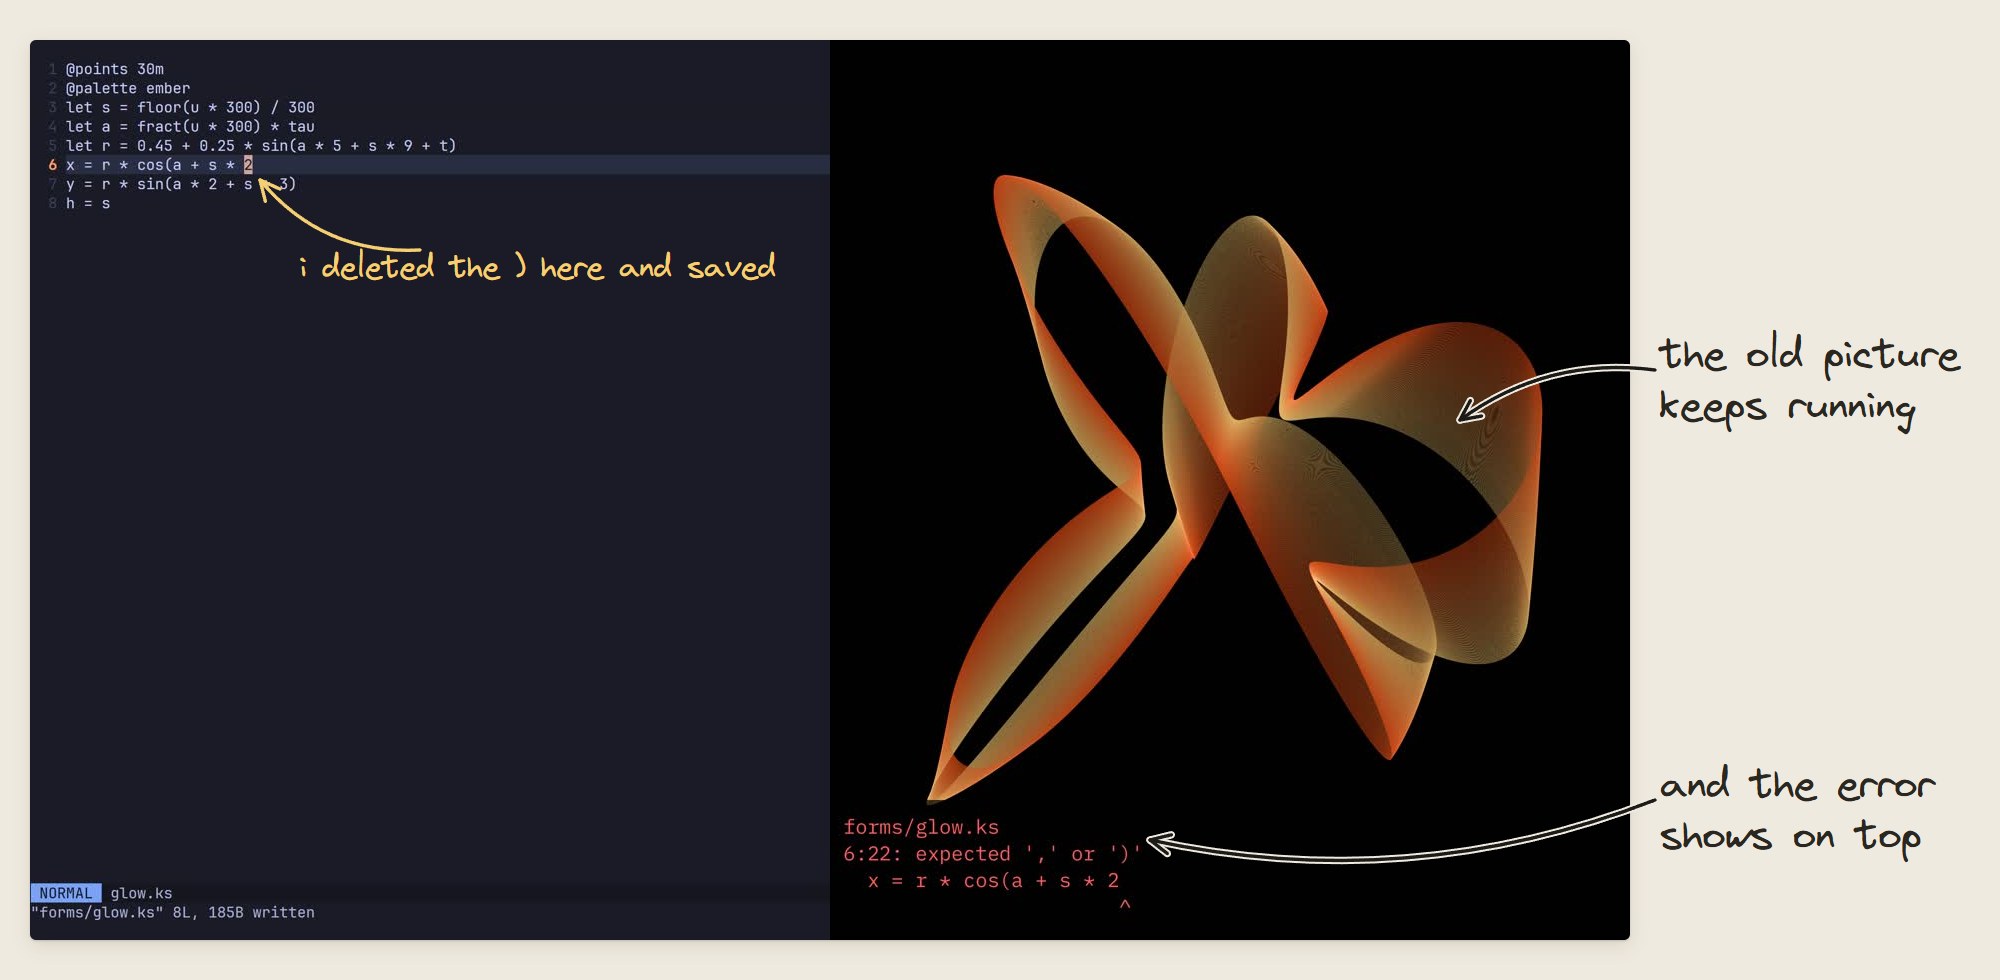 1 @points 30m
2 @palette ember
3 let s = floor(u * 300) / 300
4 let a = fract(u * 300) * tau
5 let r = 0.45 + 0.25 * sin(a * 5 + s * 9 + t)
6 x = r * cos(a + s * 2
7 y = r * sin(a * 2 + s 3)
8 h = s
i deleted the ) here and saved
the old picture
keeps running
forms/glow.ks
6:22: expected ',' or ')'
x = r * cos(a + s * 2
^
and the error
shows on top
NORMAL glow.ks
"forms/glow.ks" 8L, 185B written